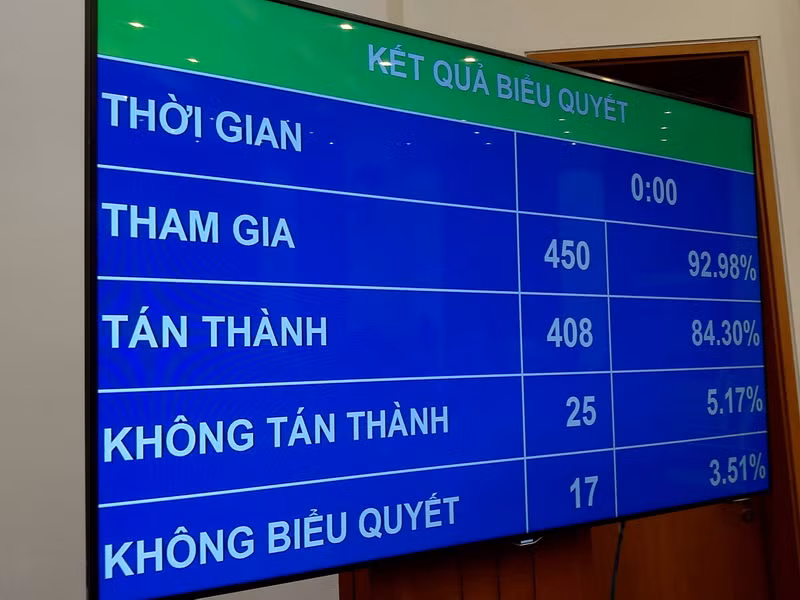 KẾT QUẢ BIỂU QUYẾT
THỜI GIAN 0:00
THAM GIA 450 92.98%
TÁN THÀNH 408 84.30%
KHÔNG TÁN THÀNH 25 5.17%
KHÔNG BIỂU QUYẾT 17 3.51%